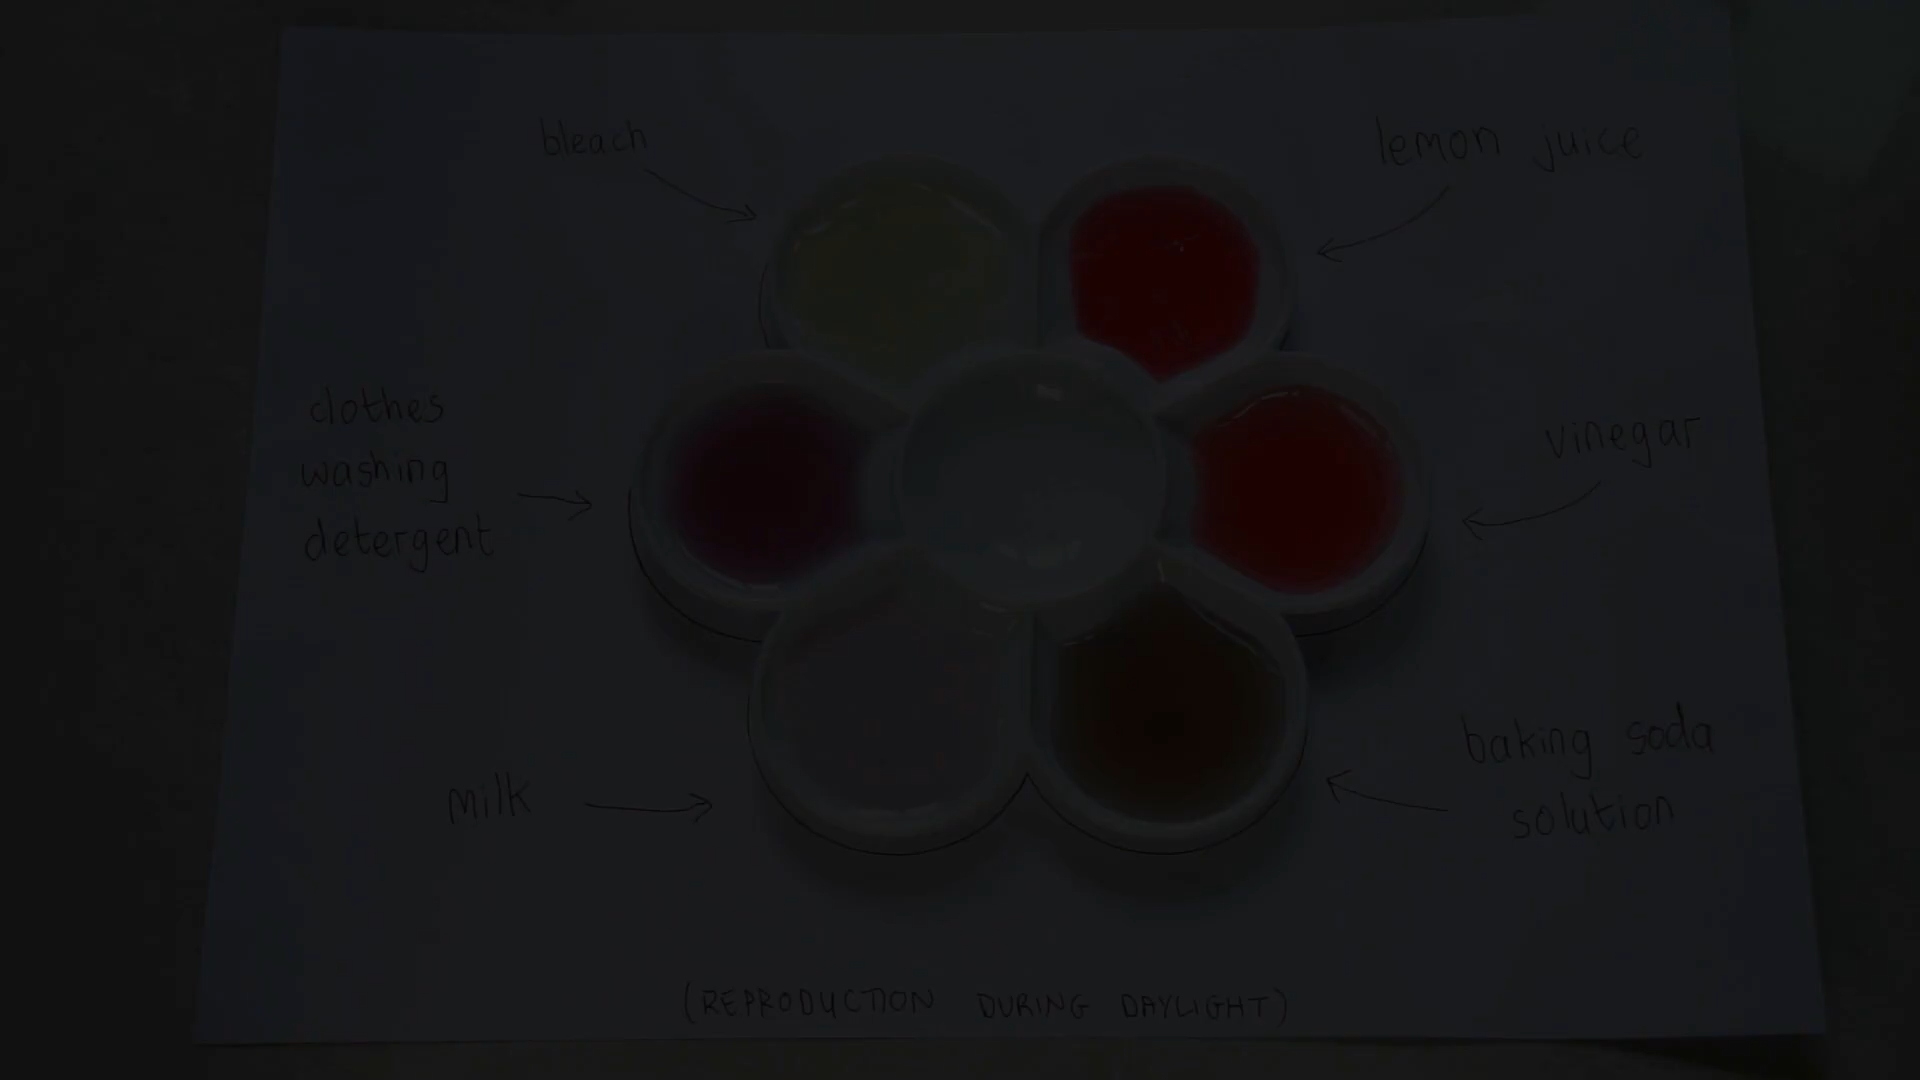 bleach
lemon juice
clothes
washing
detergent
vinegar
milk
baking soda
solution
(REPRODUCTION DURING DAYLIGHT)